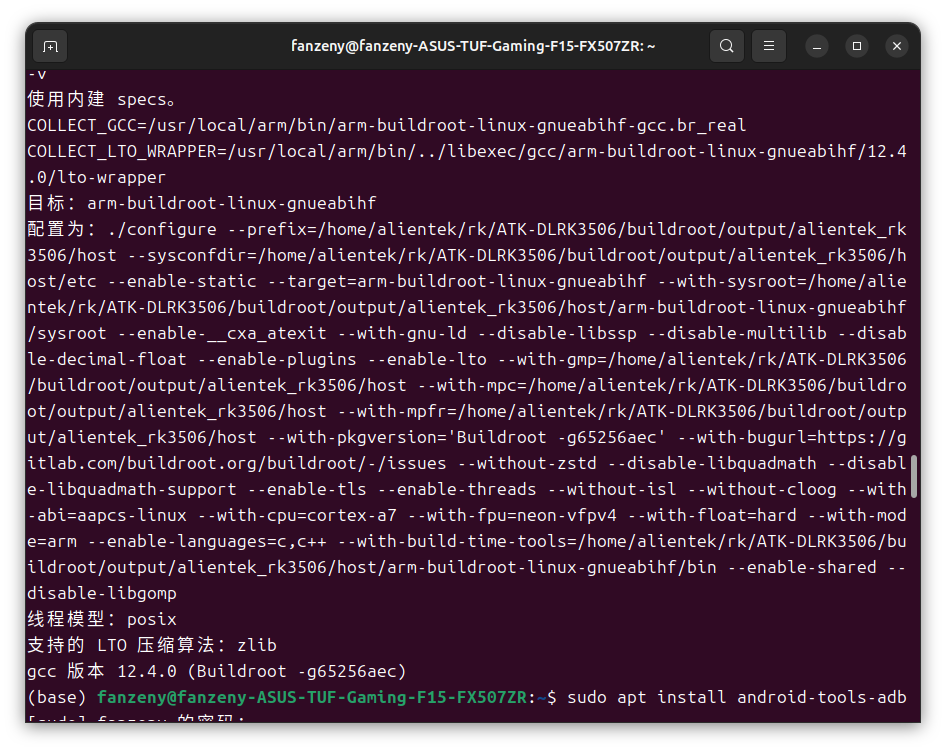 fanzeny@fanzeny-ASUS-TUF-Gaming-F15-FX507ZR: ~
-v
使用内建 specs。
COLLECT_GCC=/usr/local/arm/bin/arm-buildroot-linux-gnueabihf-gcc.br_real
COLLECT_LTO_WRAPPER=/usr/local/arm/bin/../libexec/gcc/arm-buildroot-linux-gnueabihf/12.4
.0/lto-wrapper
目标：arm-buildroot-linux-gnueabihf
配置为：./configure --prefix=/home/alientek/rk/ATK-DLRK3506/buildroot/output/alientek_rk
3506/host --sysconfdir=/home/alientek/rk/ATK-DLRK3506/buildroot/output/alientek_rk3506/h
ost/etc --enable-static --target=arm-buildroot-linux-gnueabihf --with-sysroot=/home/alie
ntek/rk/ATK-DLRK3506/buildroot/output/alientek_rk3506/host/arm-buildroot-linux-gnueabihf
/sysroot --enable-__cxa_atexit --with-gnu-ld --disable-libssp --disable-multilib --disab
le-decimal-float --enable-plugins --enable-lto --with-gmp=/home/alientek/rk/ATK-DLRK3506
/buildroot/output/alientek_rk3506/host --with-mpc=/home/alientek/rk/ATK-DLRK3506/buildro
ot/output/alientek_rk3506/host --with-mpfr=/home/alientek/rk/ATK-DLRK3506/buildroot/outp
ut/alientek_rk3506/host --with-pkgversion='Buildroot -g65256aec' --with-bugurl=https://g
itlab.com/buildroot.org/buildroot/-/issues --without-zstd --disable-libquadmath --disabl
e-libquadmath-support --enable-tls --enable-threads --without-isl --without-cloog --with
-abi=aapcs-linux --with-cpu=cortex-a7 --with-fpu=neon-vfpv4 --with-float=hard --with-mod
e=arm --enable-languages=c,c++ --with-build-time-tools=/home/alientek/rk/ATK-DLRK3506/bu
ildroot/output/alientek_rk3506/host/arm-buildroot-linux-gnueabihf/bin --enable-shared --
disable-libgomp
线程模型：posix
支持的 LTO 压缩算法：zlib
gcc 版本 12.4.0 (Buildroot -g65256aec)
(base) fanzeny@fanzeny-ASUS-TUF-Gaming-F15-FX507ZR:~$ sudo apt install android-tools-adb
[sudo] fanzeny 的密码：